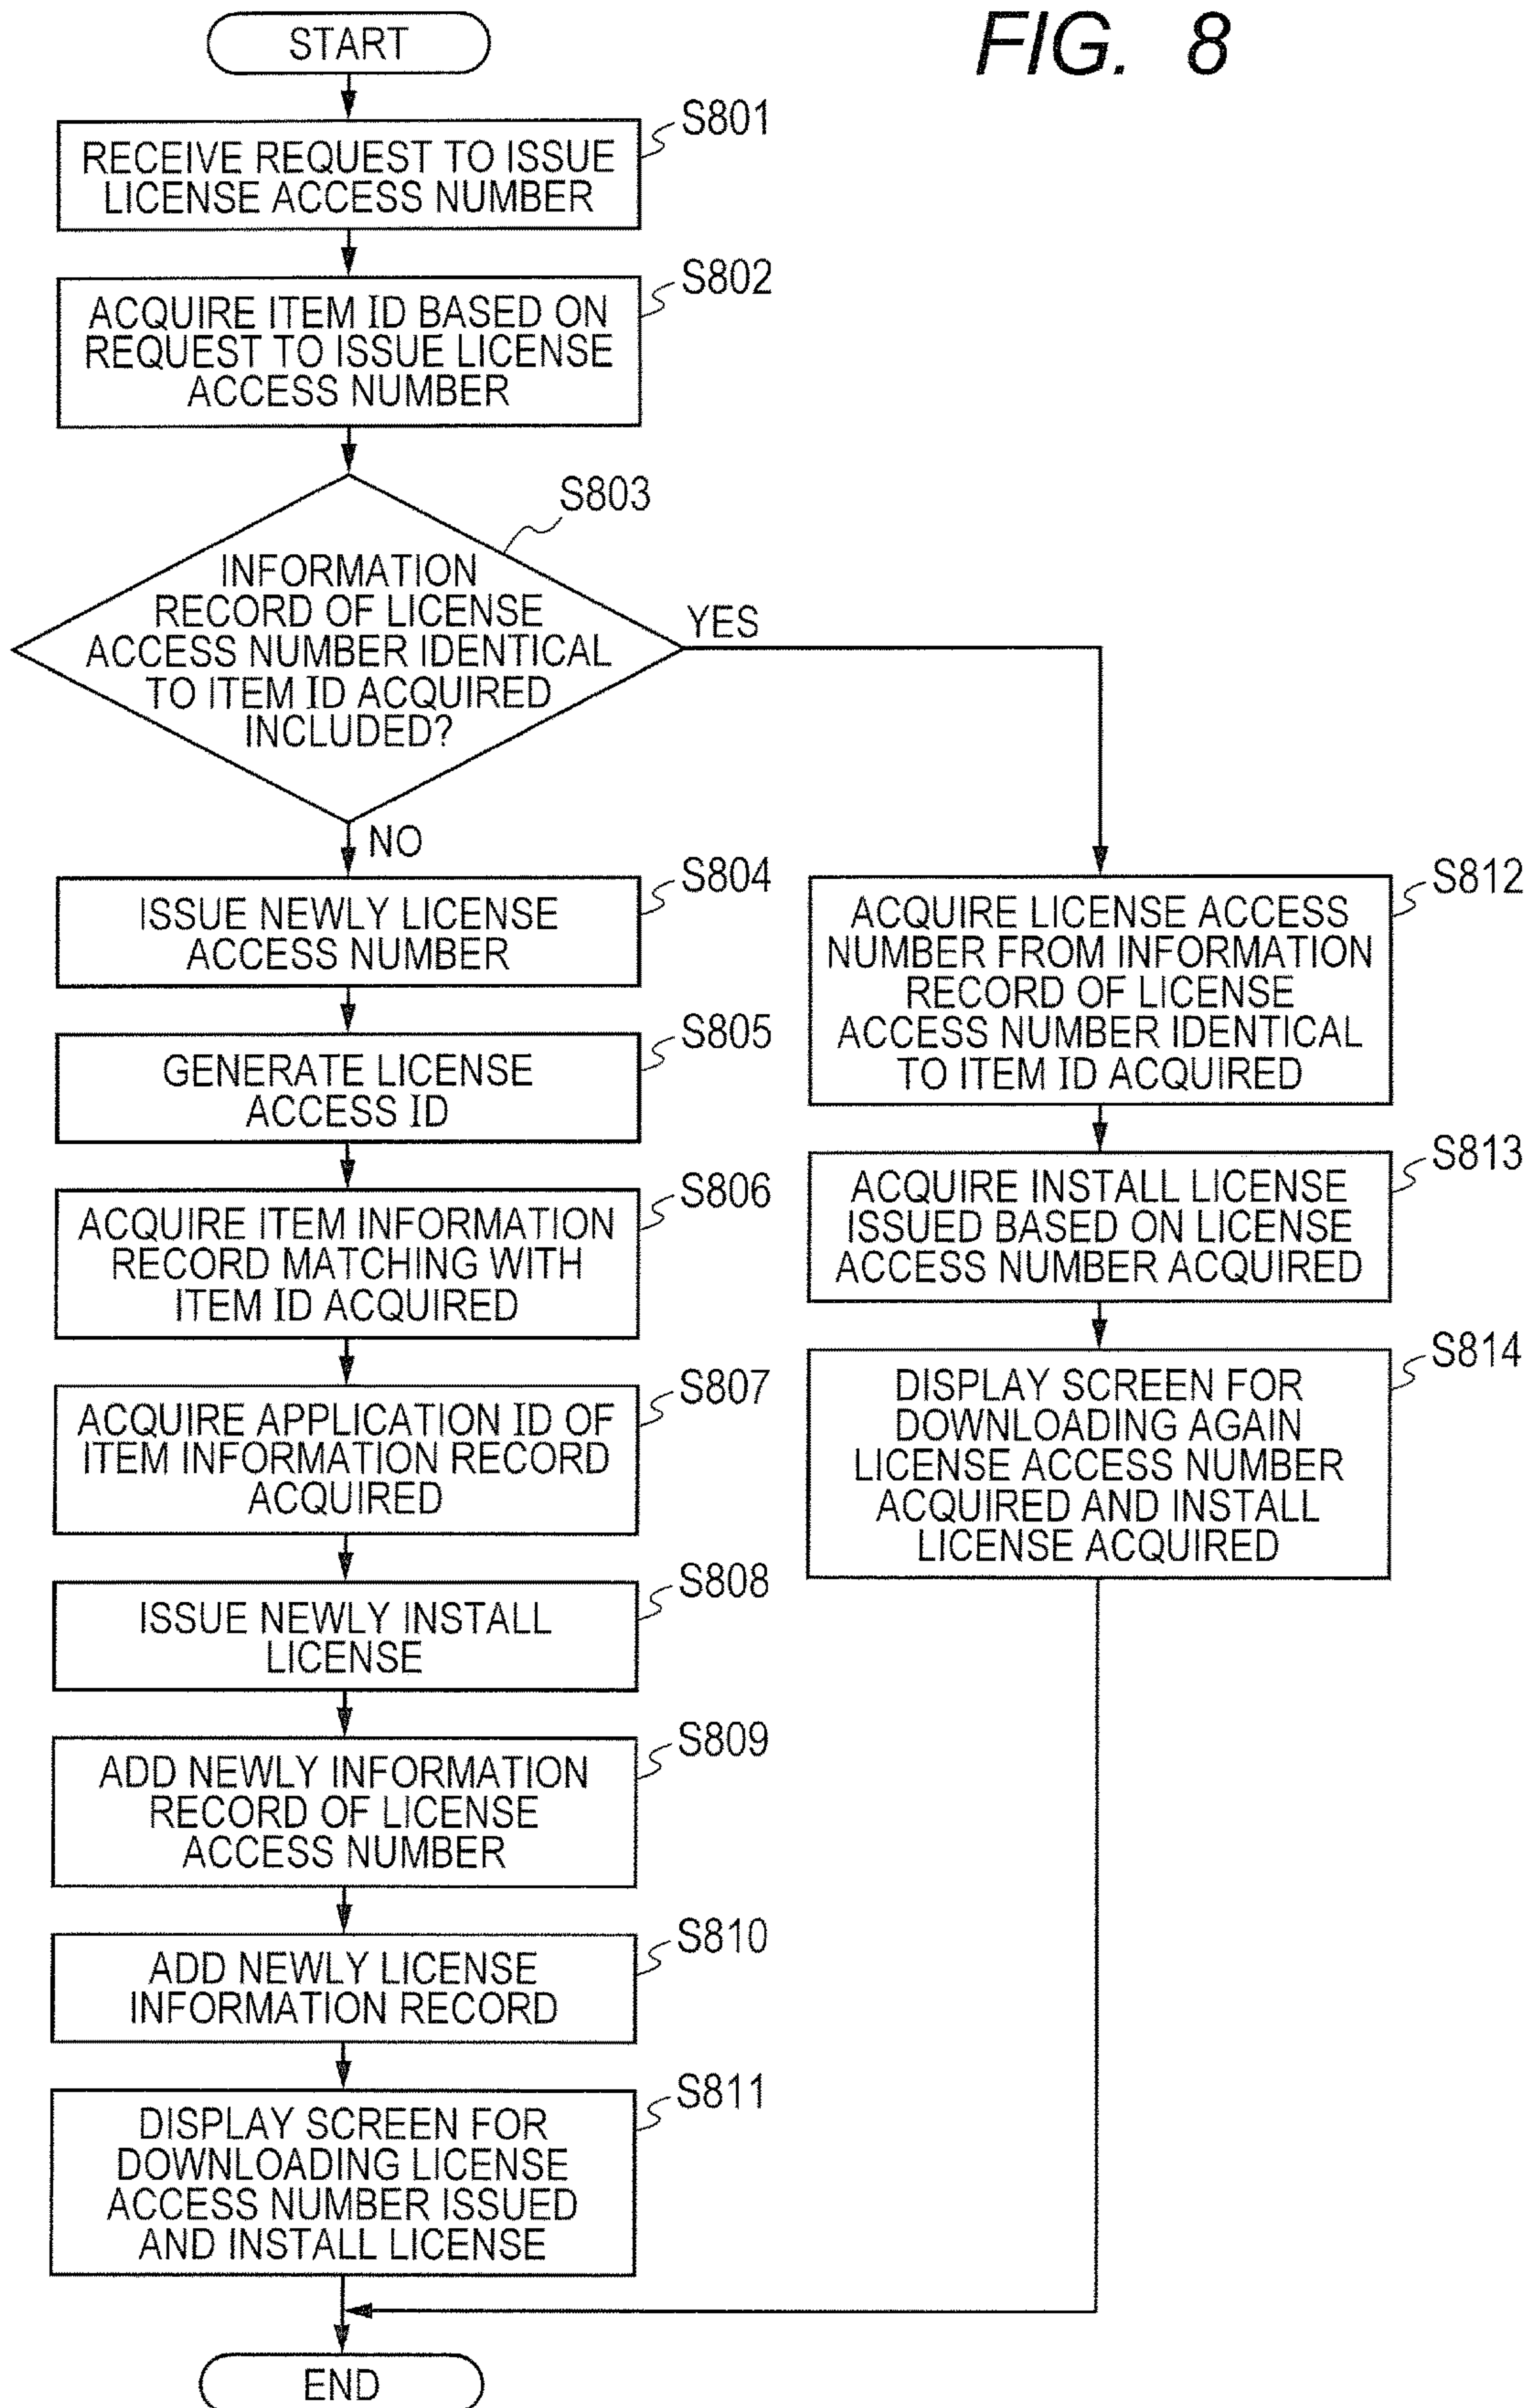 FIG. 8
START
S801
RECEIVE REQUEST TO ISSUE
LICENSE ACCESS NUMBER
S802
ACQUIRE ITEM ID BASED ON
REQUEST TO ISSUE LICENSE
ACCESS NUMBER
S803
INFORMATION
RECORD OF LICENSE
ACCESS NUMBER IDENTICAL
TO ITEM ID ACQUIRED
INCLUDED?
YES
NO
S804
ISSUE NEWLY LICENSE
ACCESS NUMBER
S805
GENERATE LICENSE
ACCESS ID
S806
ACQUIRE ITEM INFORMATION
RECORD MATCHING WITH
ITEM ID ACQUIRED
S807
ACQUIRE APPLICATION ID OF
ITEM INFORMATION RECORD
ACQUIRED
S808
ISSUE NEWLY INSTALL
LICENSE
S809
ADD NEWLY INFORMATION
RECORD OF LICENSE
ACCESS NUMBER
S810
ADD NEWLY LICENSE
INFORMATION RECORD
S811
DISPLAY SCREEN FOR
DOWNLOADING LICENSE
ACCESS NUMBER ISSUED
AND INSTALL LICENSE
S812
ACQUIRE LICENSE ACCESS
NUMBER FROM INFORMATION
RECORD OF LICENSE
ACCESS NUMBER IDENTICAL
TO ITEM ID ACQUIRED
S813
ACQUIRE INSTALL LICENSE
ISSUED BASED ON LICENSE
ACCESS NUMBER ACQUIRED
S814
DISPLAY SCREEN FOR
DOWNLOADING AGAIN
LICENSE ACCESS NUMBER
ACQUIRED AND INSTALL
LICENSE ACQUIRED
END